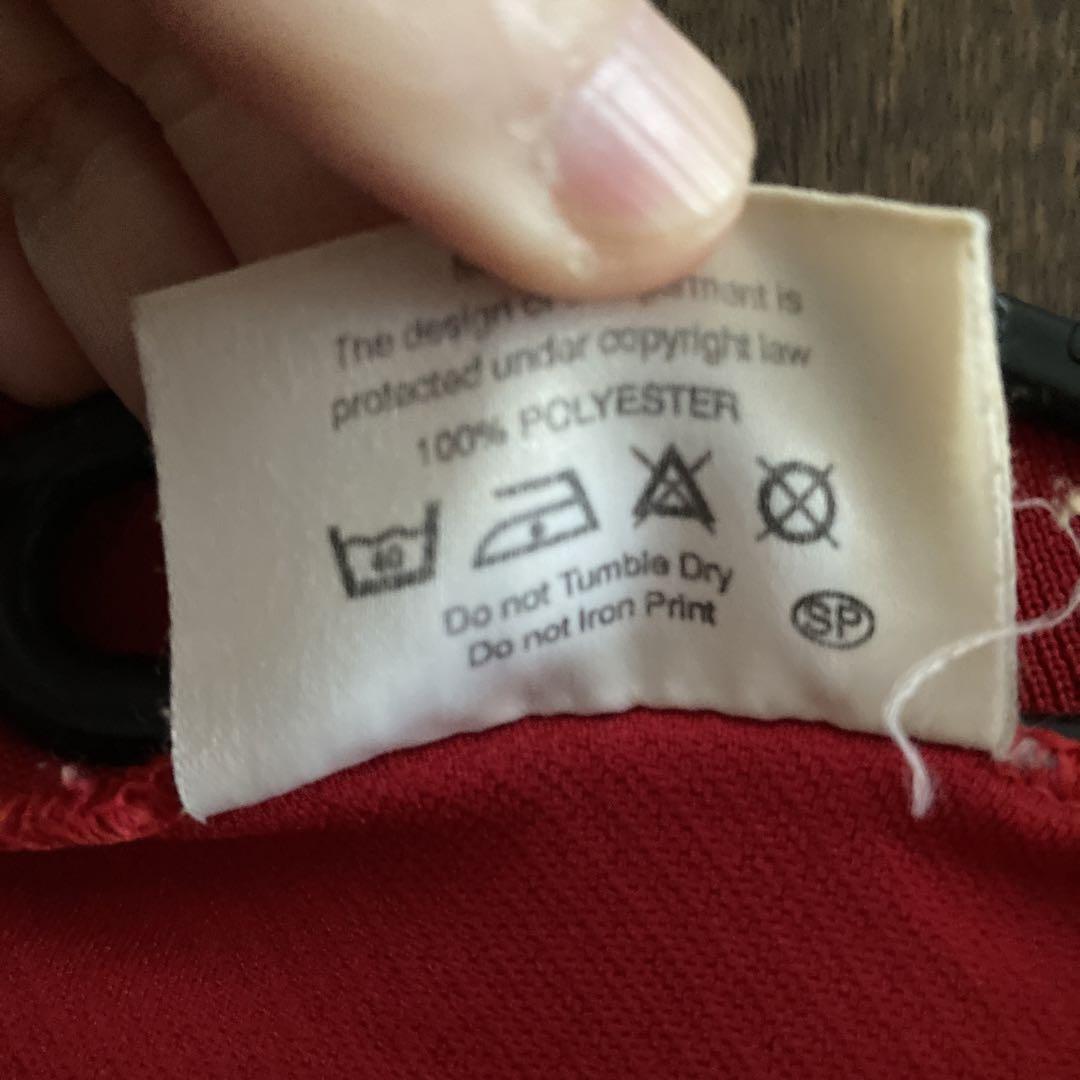 The design
is
protected under copyright law
100% POLYESTER
40
Do not Tumble Dry
Do not Iron Print
SP